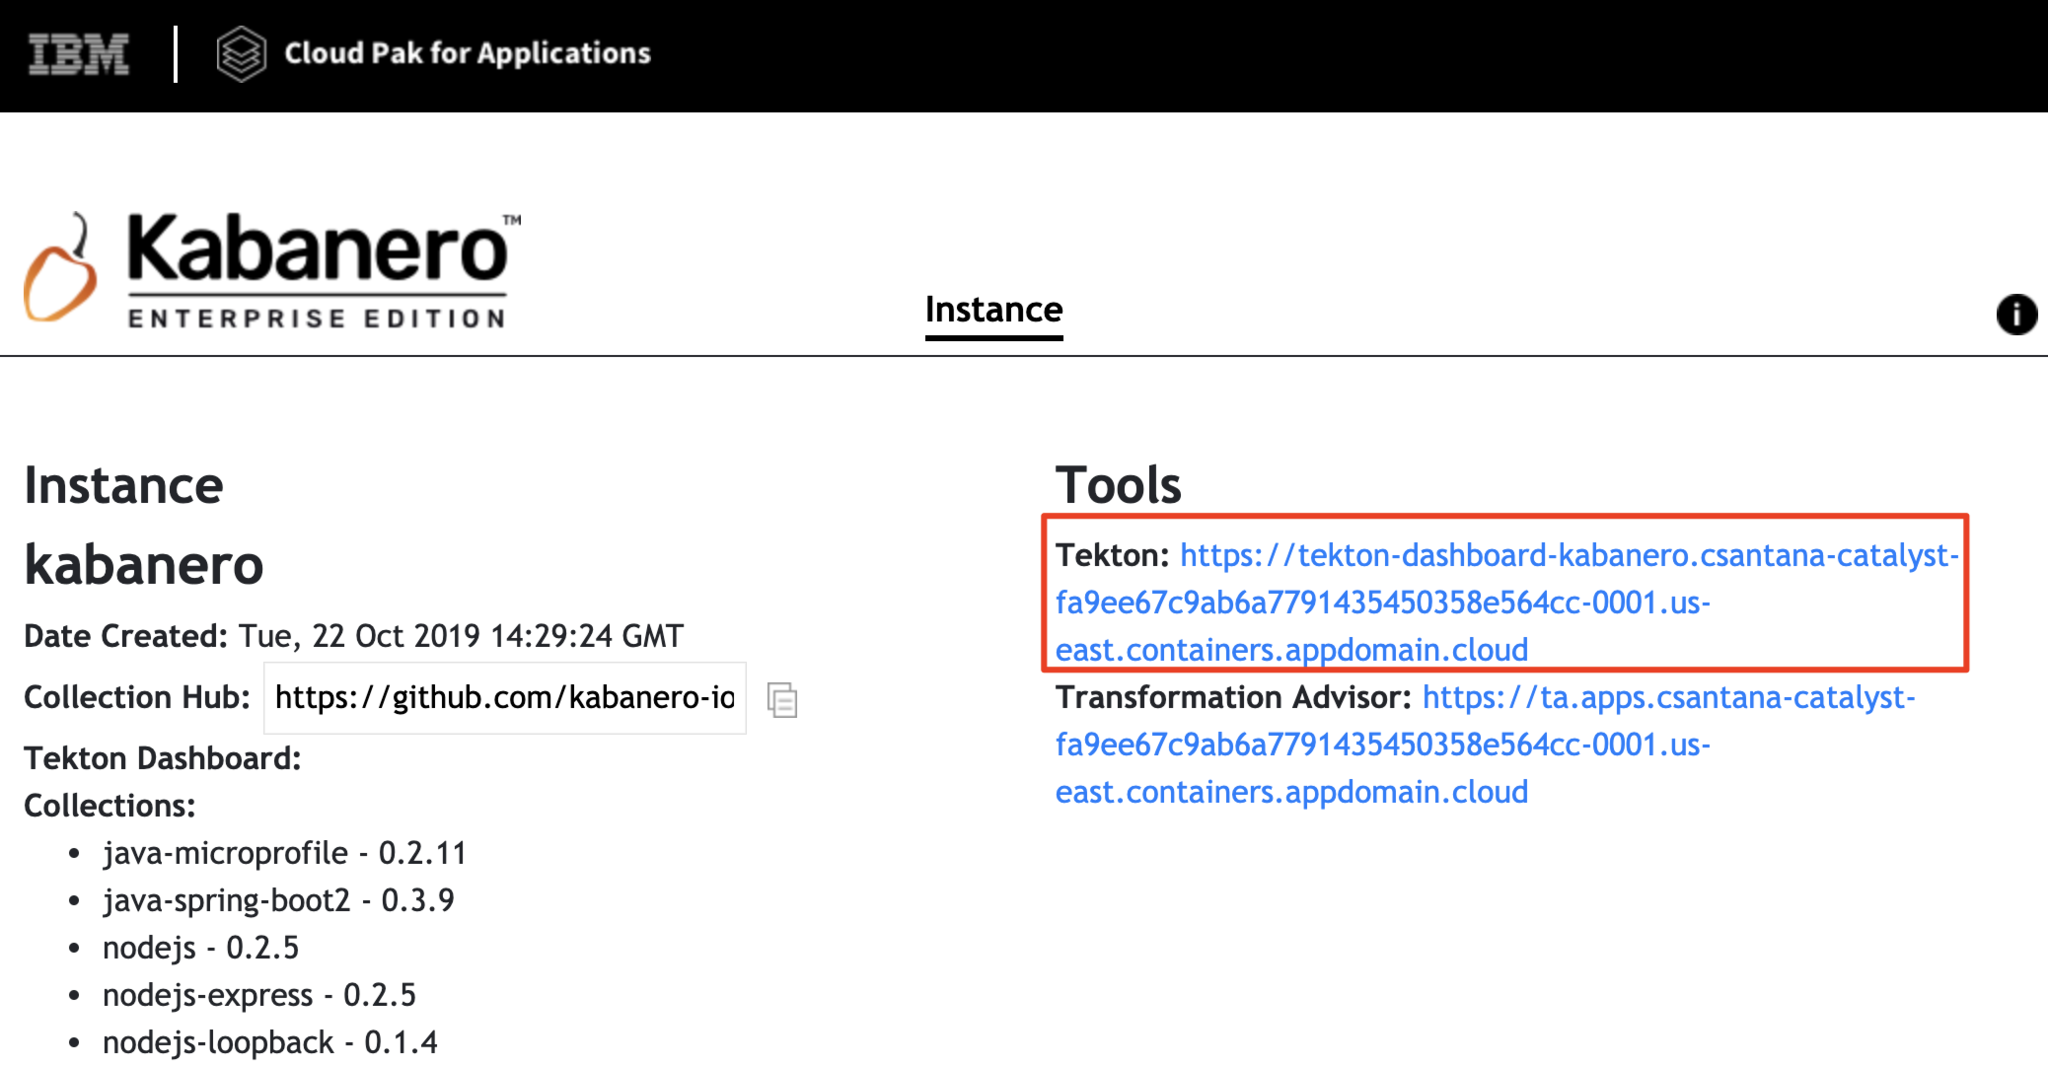 IBM
Cloud Pak for Applications
Kabanero™
ENTERPRISE EDITION
Instance
Instance
kabanero
Date Created: Tue, 22 Oct 2019 14:29:24 GMT
Collection Hub: https://github.com/kabanero-io
Tekton Dashboard:
Collections:
• java-microprofile - 0.2.11
• java-spring-boot2 - 0.3.9
• nodejs - 0.2.5
• nodejs-express - 0.2.5
• nodejs-loopback - 0.1.4
Tools
Tekton: https://tekton-dashboard-kabanero.csantana-catalyst-
fa9ee67c9ab6a7791435450358e564cc-0001.us-
east.containers.appdomain.cloud
Transformation Advisor: https://ta.apps.csantana-catalyst-
fa9ee67c9ab6a7791435450358e564cc-0001.us-
east.containers.appdomain.cloud